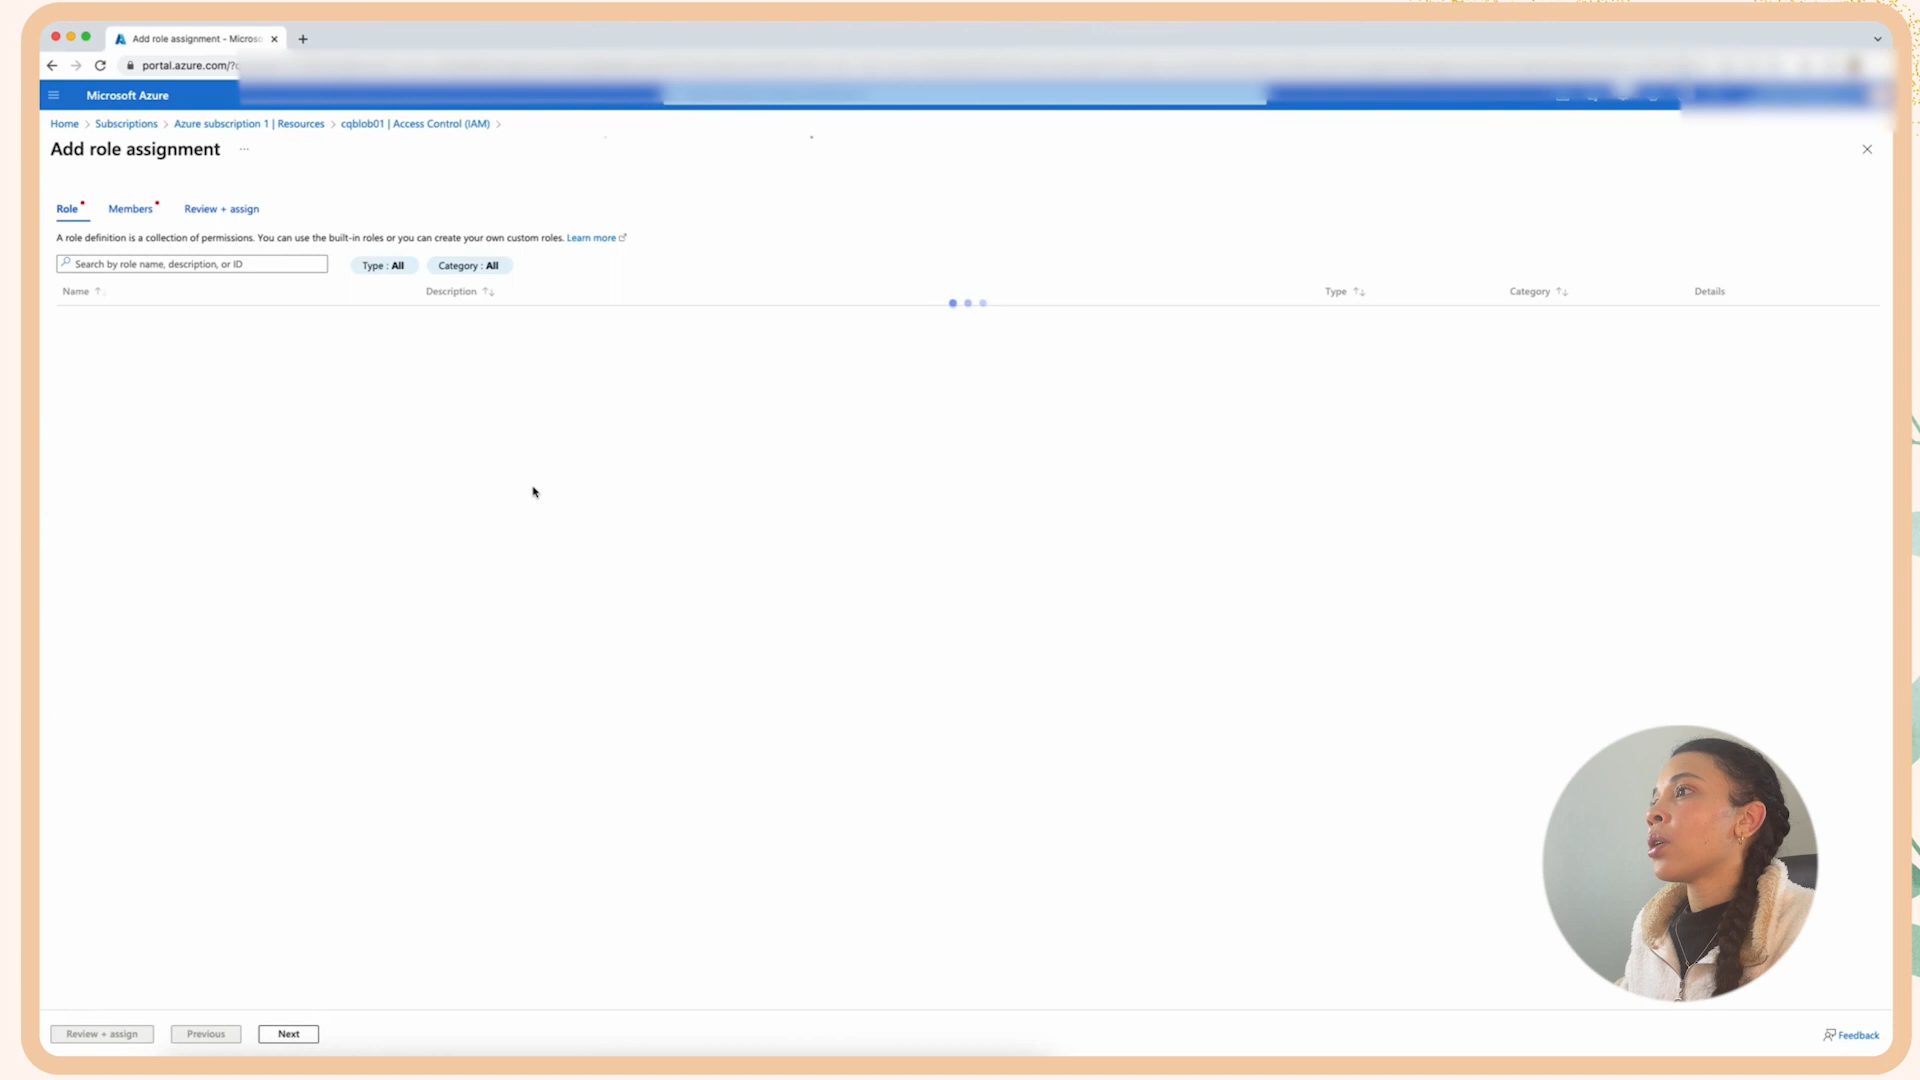 Add role assignment - Microso
portal.azure.com/?
Microsoft Azure
Home > Subscriptions > Azure subscription 1 | Resources > cqblob01 | Access Control (IAM) >
Add role assignment ...
Role Members Review + assign
A role definition is a collection of permissions. You can use the built-in roles or you can create your own custom roles. Learn more
Search by role name, description, or ID Type : All Category : All
Name Description Type Category Details
Review + assign Previous Next Feedback